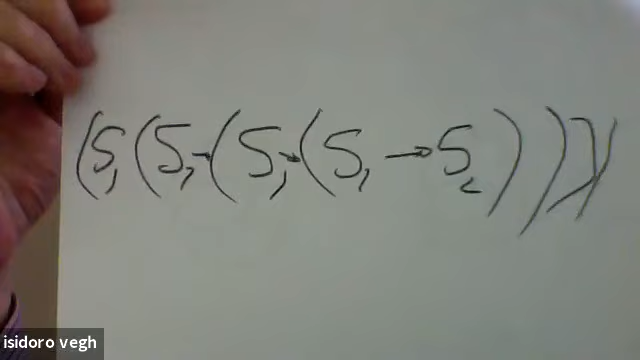 (S₁(S₁→(S₁→(S₁→S₂))))
isidoro vegh